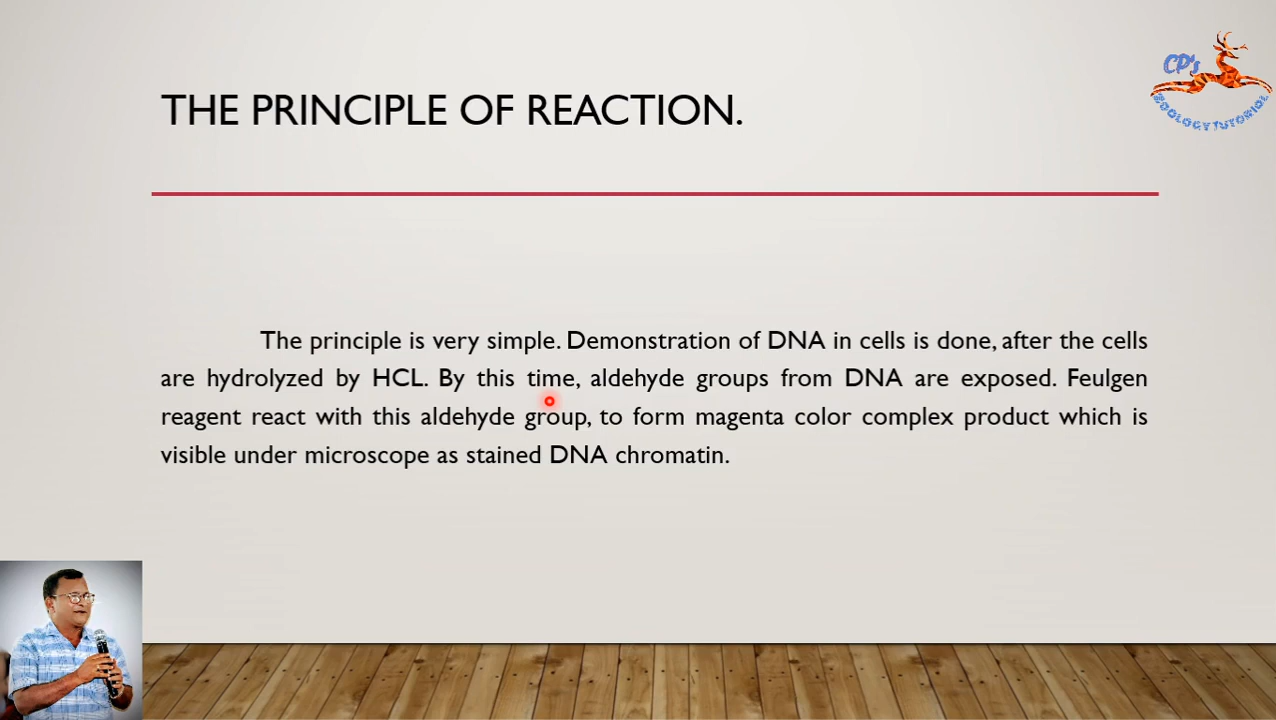 CP's
ZOOLOGY TUTORIAL
THE PRINCIPLE OF REACTION.
The principle is very simple. Demonstration of DNA in cells is done, after the cells
are hydrolyzed by HCL. By this time, aldehyde groups from DNA are exposed. Feulgen
reagent react with this aldehyde group, to form magenta color complex product which is
visible under microscope as stained DNA chromatin.